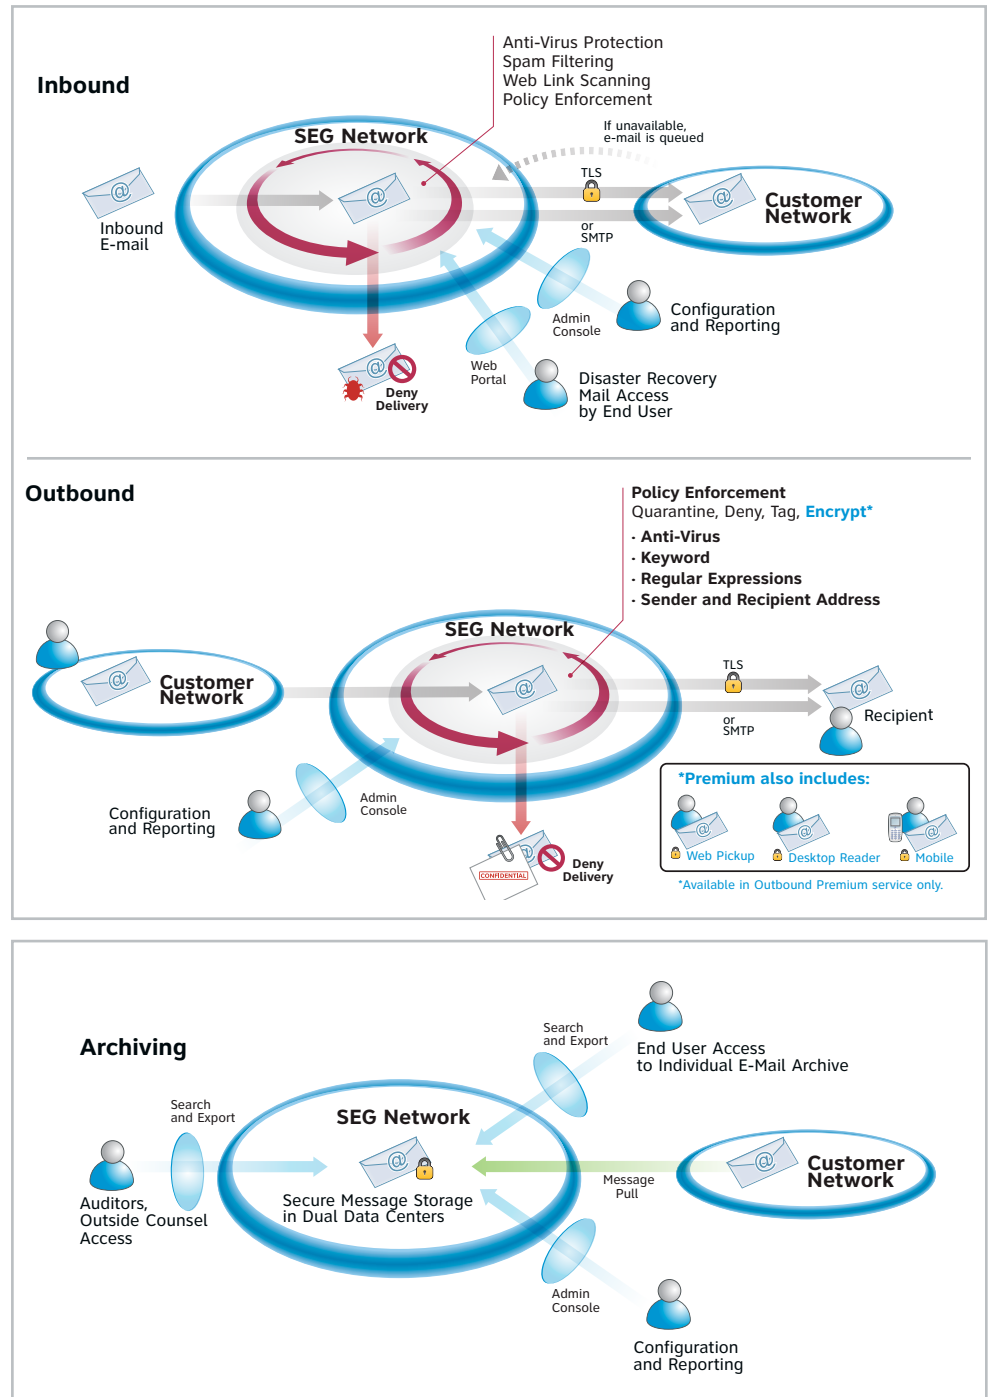 Inbound
Anti-Virus Protection
Spam Filtering
Web Link Scanning
Policy Enforcement
SEG Network
If unavailable,
e-mail is queued
TLS
@
@
@
Customer
Network
Inbound
E-mail
or
SMTP
Admin
Console
Configuration
and Reporting
@
Web
Portal
Deny
Delivery
Disaster Recovery
Mail Access
by End User
Outbound
Policy Enforcement
Quarantine, Deny, Tag, Encrypt*
· Anti-Virus
· Keyword
· Regular Expressions
· Sender and Recipient Address
SEG Network
TLS
@
Customer
Network
@
@
Recipient
or
SMTP
Configuration
and Reporting
Admin
Console
@
CONFIDENTIAL
Deny
Delivery
*Premium also includes:
@
@
@
Web Pickup
Desktop Reader
Mobile
*Available in Outbound Premium service only.
Archiving
Search
and Export
End User Access
to Individual E-Mail Archive
Search
and Export
SEG Network
@
Secure Message Storage
in Dual Data Centers
Auditors,
Outside Counsel
Access
Message
Pull
@
Customer
Network
Admin
Console
Configuration
and Reporting